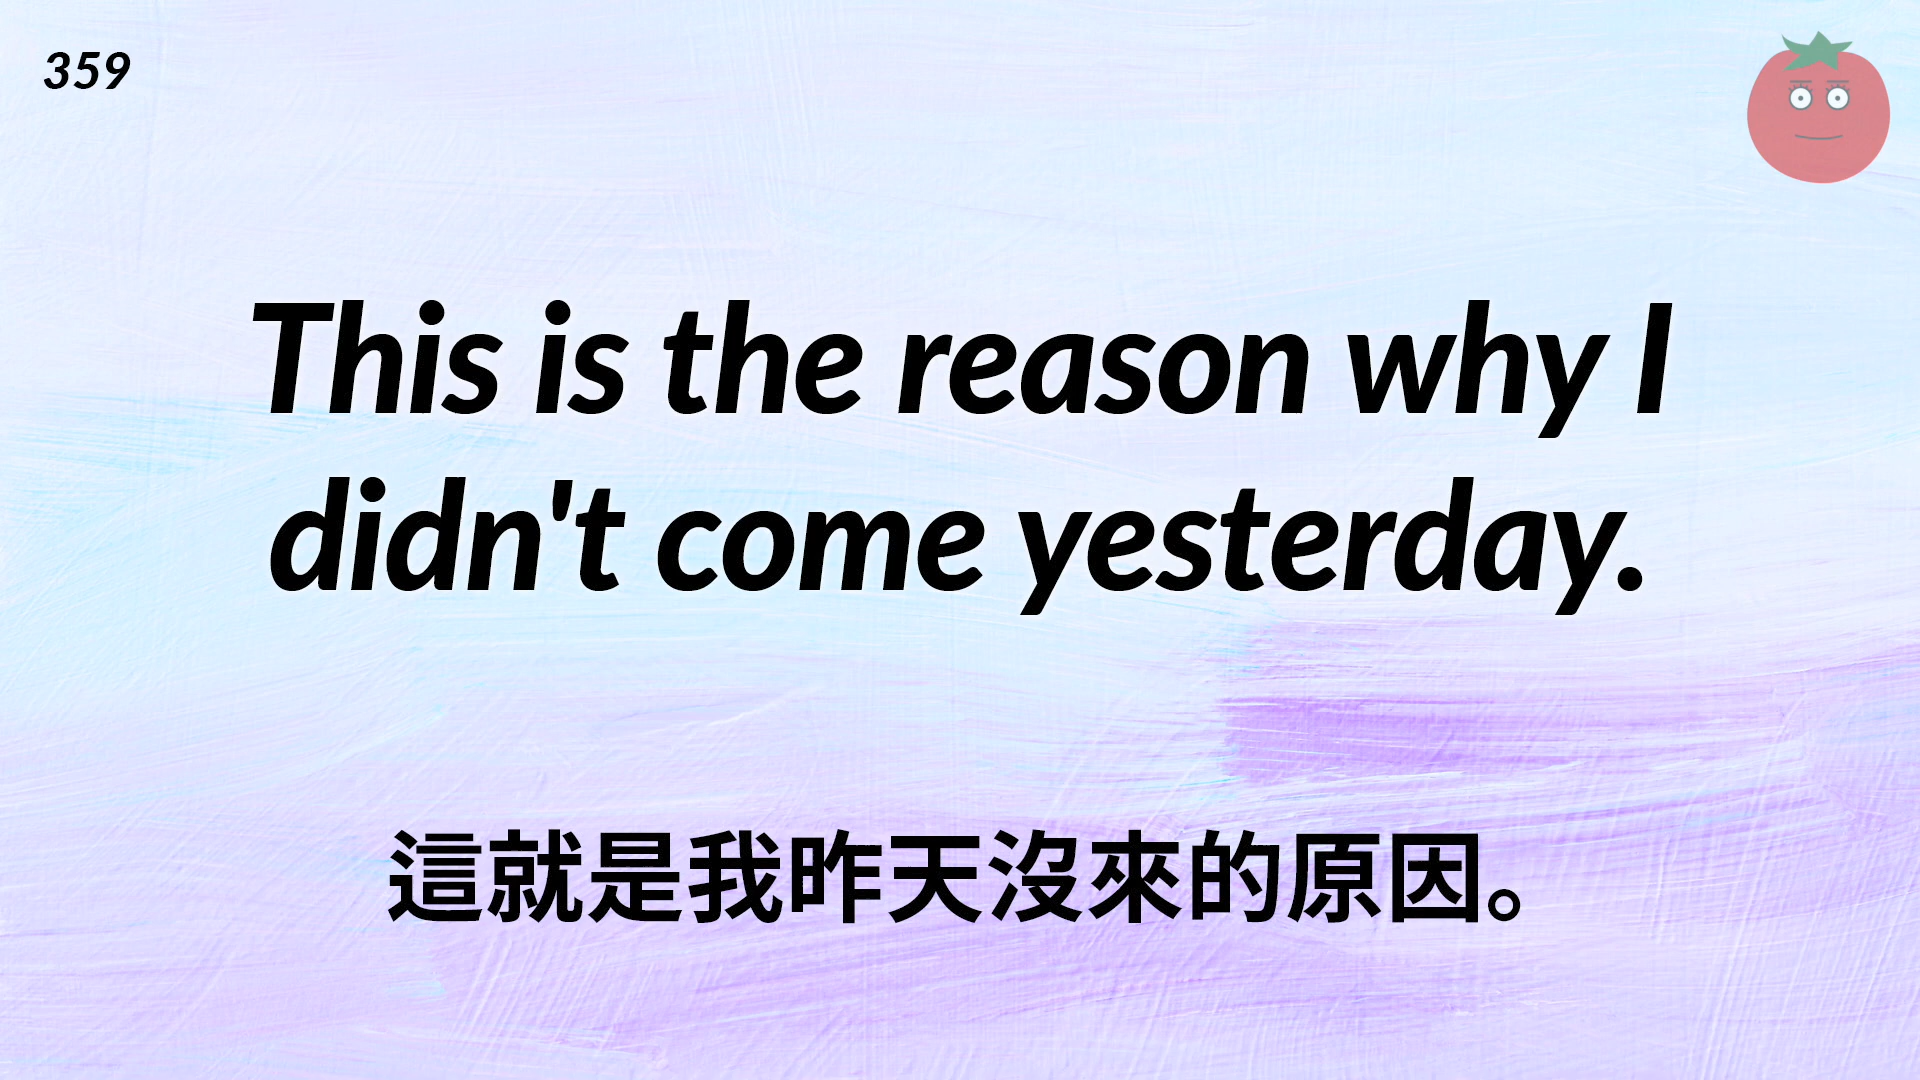 359
This is the reason why I
didn't come yesterday.
這就是我昨天沒來的原因。